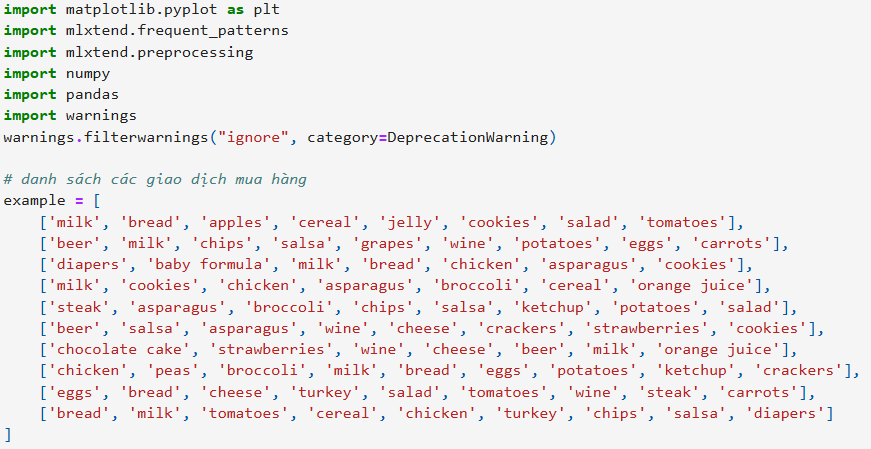 import matplotlib.pyplot as plt
import mlxtend.frequent_patterns
import mlxtend.preprocessing
import numpy
import pandas
import warnings
warnings.filterwarnings("ignore", category=DeprecationWarning)

# danh sách các giao dịch mua hàng
example = [
    ['milk', 'bread', 'apples', 'cereal', 'jelly', 'cookies', 'salad', 'tomatoes'],
    ['beer', 'milk', 'chips', 'salsa', 'grapes', 'wine', 'potatoes', 'eggs', 'carrots'],
    ['diapers', 'baby formula', 'milk', 'bread', 'chicken', 'asparagus', 'cookies'],
    ['milk', 'cookies', 'chicken', 'asparagus', 'broccoli', 'cereal', 'orange juice'],
    ['steak', 'asparagus', 'broccoli', 'chips', 'salsa', 'ketchup', 'potatoes', 'salad'],
    ['beer', 'salsa', 'asparagus', 'wine', 'cheese', 'crackers', 'strawberries', 'cookies'],
    ['chocolate cake', 'strawberries', 'wine', 'cheese', 'beer', 'milk', 'orange juice'],
    ['chicken', 'peas', 'broccoli', 'milk', 'bread', 'eggs', 'potatoes', 'ketchup', 'crackers'],
    ['eggs', 'bread', 'cheese', 'turkey', 'salad', 'tomatoes', 'wine', 'steak', 'carrots'],
    ['bread', 'milk', 'tomatoes', 'cereal', 'chicken', 'turkey', 'chips', 'salsa', 'diapers']
]